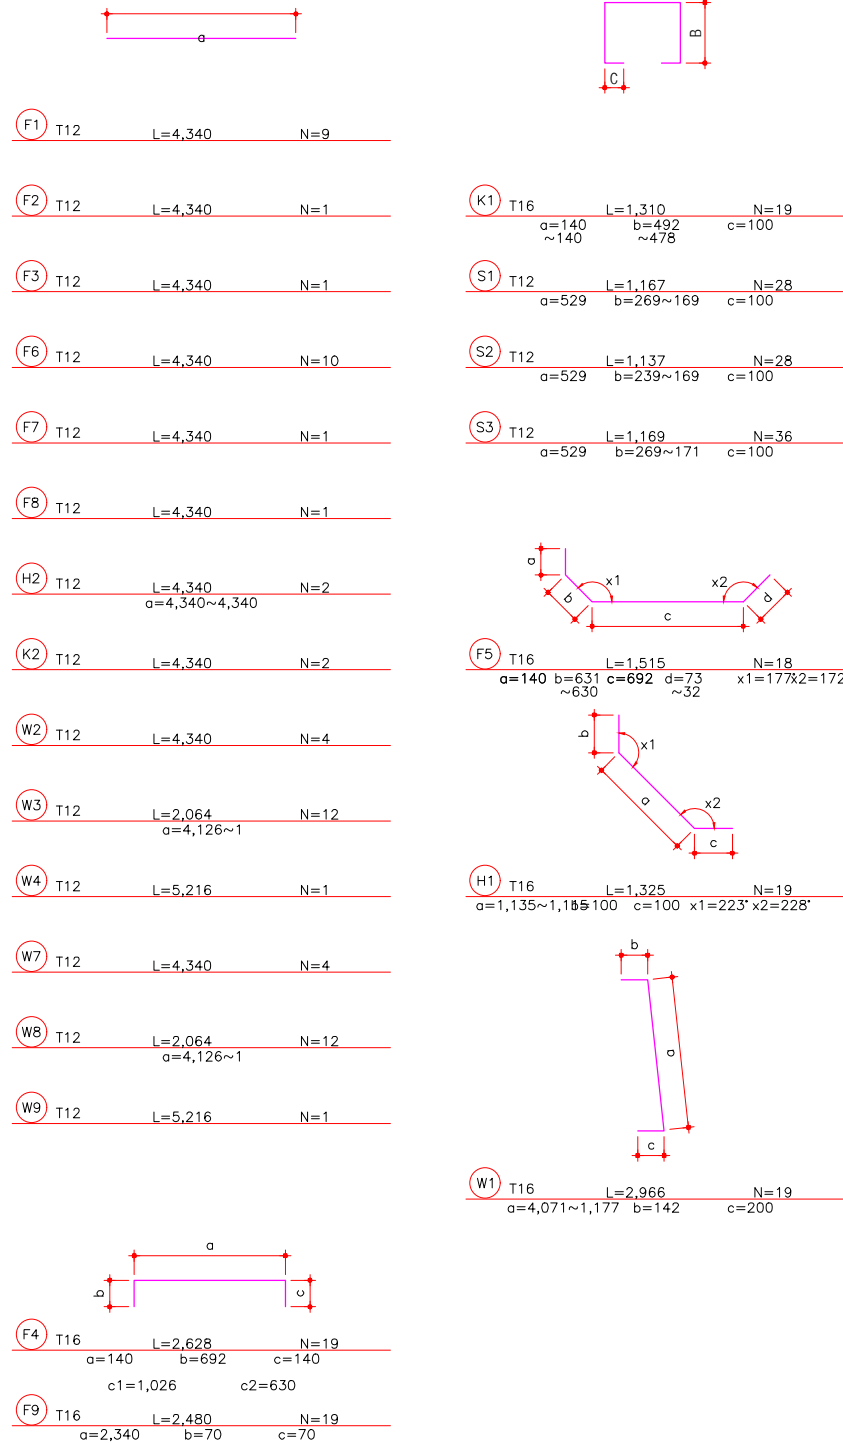 a
F1 T12 L=4,340 N=9
F2 T12 L=4,340 N=1
F3 T12 L=4,340 N=1
F6 T12 L=4,340 N=10
F7 T12 L=4,340 N=1
F8 T12 L=4,340 N=1
H2 T12 L=4,340 N=2
a=4,340~4,340
K2 T12 L=4,340 N=2
W2 T12 L=4,340 N=4
W3 T12 L=2,064 N=12
a=4,126~1
W4 T12 L=5,216 N=1
W7 T12 L=4,340 N=4
W8 T12 L=2,064 N=12
a=4,126~1
W9 T12 L=5,216 N=1
a
b c
F4 T16 L=2,628 N=19
a=140 b=692 c=140
c1=1,026 c2=630
F9 T16 L=2,480 N=19
a=2,340 b=70 c=70
B
C
K1 T16 L=1,310 N=19
a=140 b=492 c=100
~140 ~478
S1 T12 L=1,167 N=28
a=529 b=269~169 c=100
S2 T12 L=1,137 N=28
a=529 b=239~169 c=100
S3 T12 L=1,169 N=36
a=529 b=269~171 c=100
a
x1 x2
b d
c
F5 T16 L=1,515 N=18
a=140 b=631 c=692 d=73 x1=177° x2=172
~630 ~32
b
x1
a
x2
c
H1 T16 L=1,325 N=19
a=1,135~1,115 b=100 c=100 x1=223° x2=228°
b
a
c
W1 T16 L=2,966 N=19
a=4,071~1,177 b=142 c=200